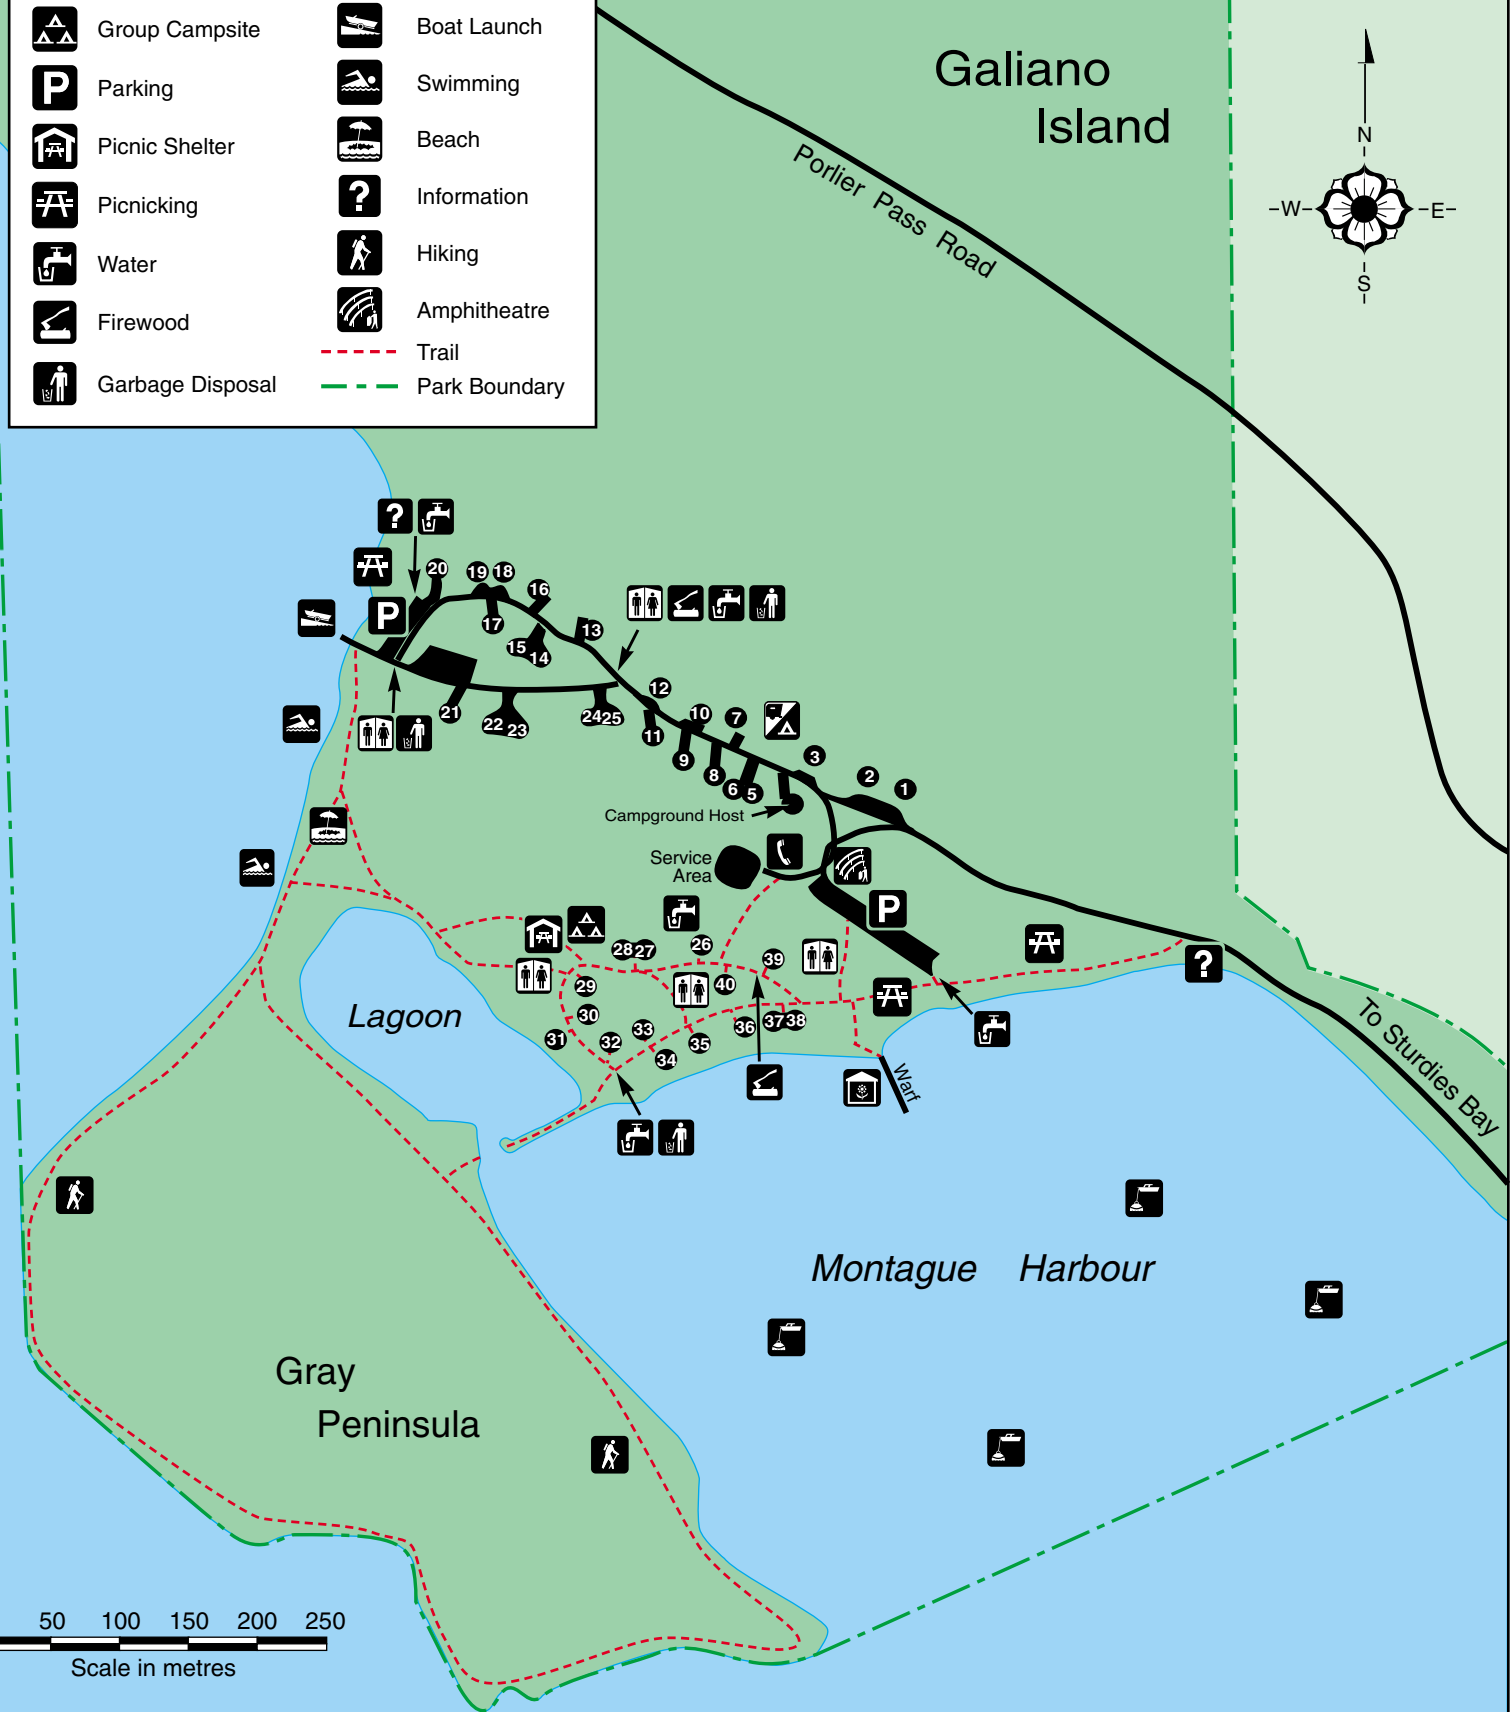 Group Campsite
Parking
Picnic Shelter
Picnicking
Water
Firewood
Garbage Disposal
Boat Launch
Swimming
Beach
Information
Hiking
Amphitheatre
Trail
Park Boundary
P
?
Galiano
Island
Porlier Pass Road
N
W
E
S
?
P
20
19
18
17
16
15
14
13
21
22
23
24
25
12
11
10
9
8
7
6
5
3
2
1
Campground Host
Service
Area
P
28
27
26
39
40
29
30
31
32
33
34
35
36
37
38
?
Lagoon
Warf
To Sturdies Bay
Montague Harbour
Gray
Peninsula
50 100 150 200 250
Scale in metres